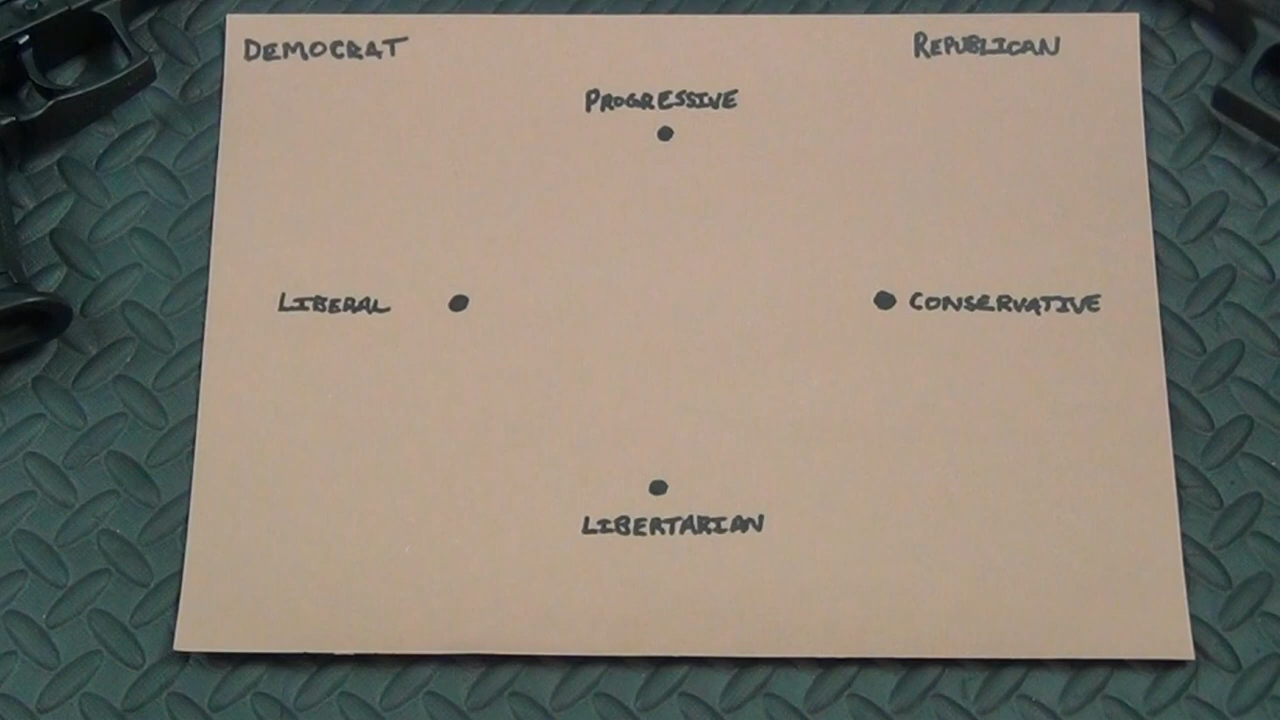 DEMOCRAT
REPUBLICAN
PROGRESSIVE
LIBERAL
CONSERVATIVE
LIBERTARIAN